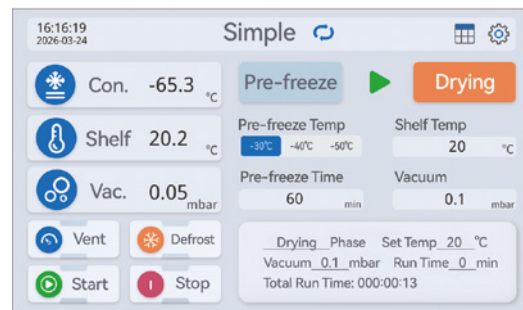 16:16:19
2026-03-24
Simple
Con. -65.3 °C
Pre-freeze
Drying
Shelf 20.2 °C
Pre-freeze Temp
-30°C -40°C -50°C
Shelf Temp
20 °C
Vac. 0.05 mbar
Pre-freeze Time
60 min
Vacuum
0.1 mbar
Vent
Defrost
Start
Stop
Drying Phase Set Temp 20 °C
Vacuum 0.1 mbar Run Time 0 min
Total Run Time: 000:00:13